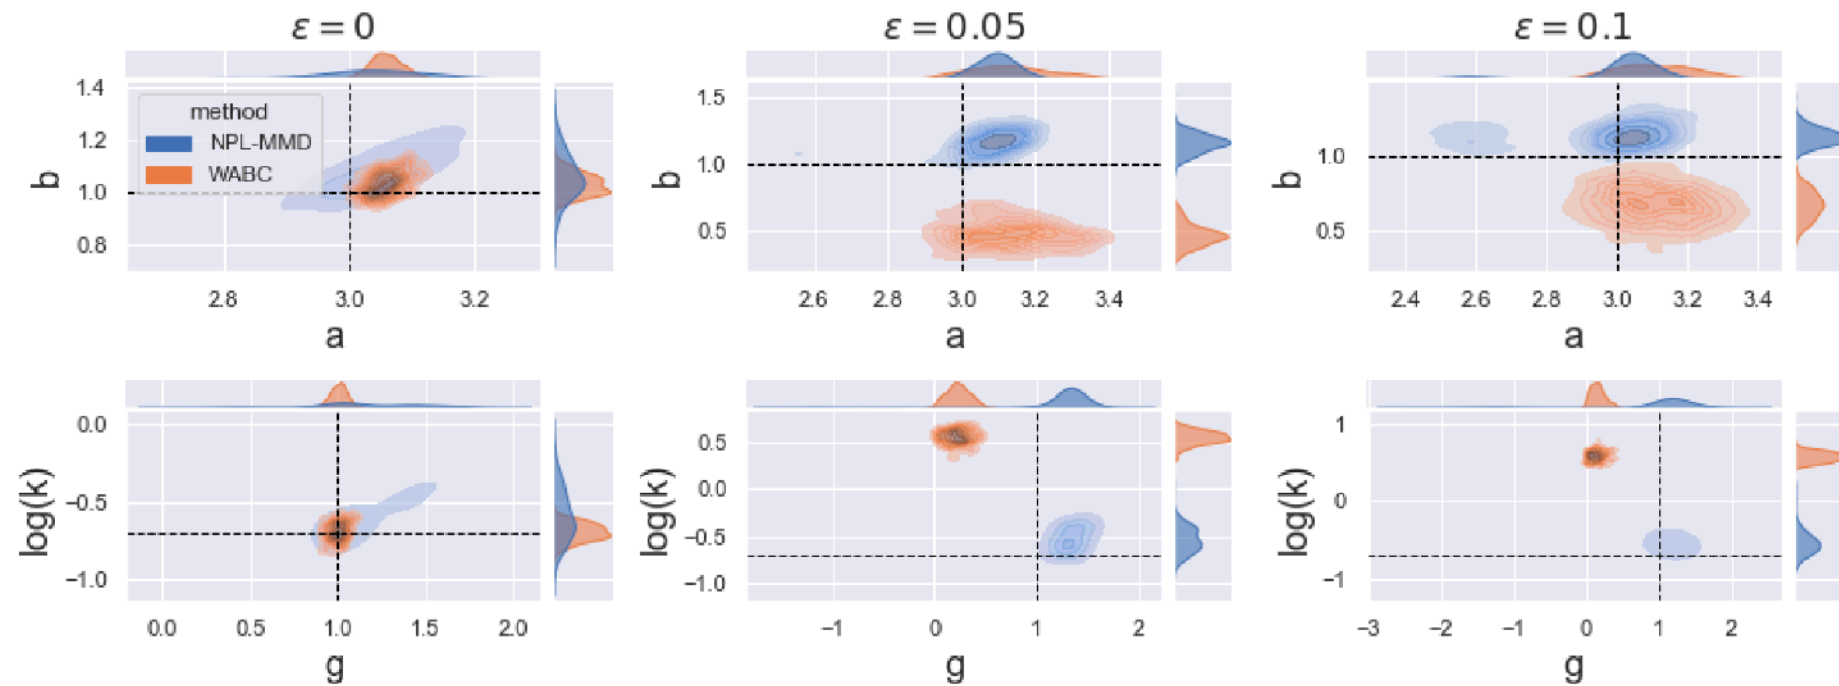 ε = 0
ε = 0.05
ε = 0.1
1.4
1.2
1.0
0.8
b
method
NPL-MMD
WABC
2.8
3.0
3.2
a
1.5
1.0
0.5
b
2.6
2.8
3.0
3.2
3.4
a
1.0
0.5
b
2.4
2.6
2.8
3.0
3.2
3.4
a
0.0
−0.5
−1.0
log(k)
0.0
0.5
1.0
1.5
2.0
g
0.5
0.0
−0.5
−1.0
log(k)
−1
0
1
2
g
1
0
−1
log(k)
−3
−2
−1
0
1
2
g